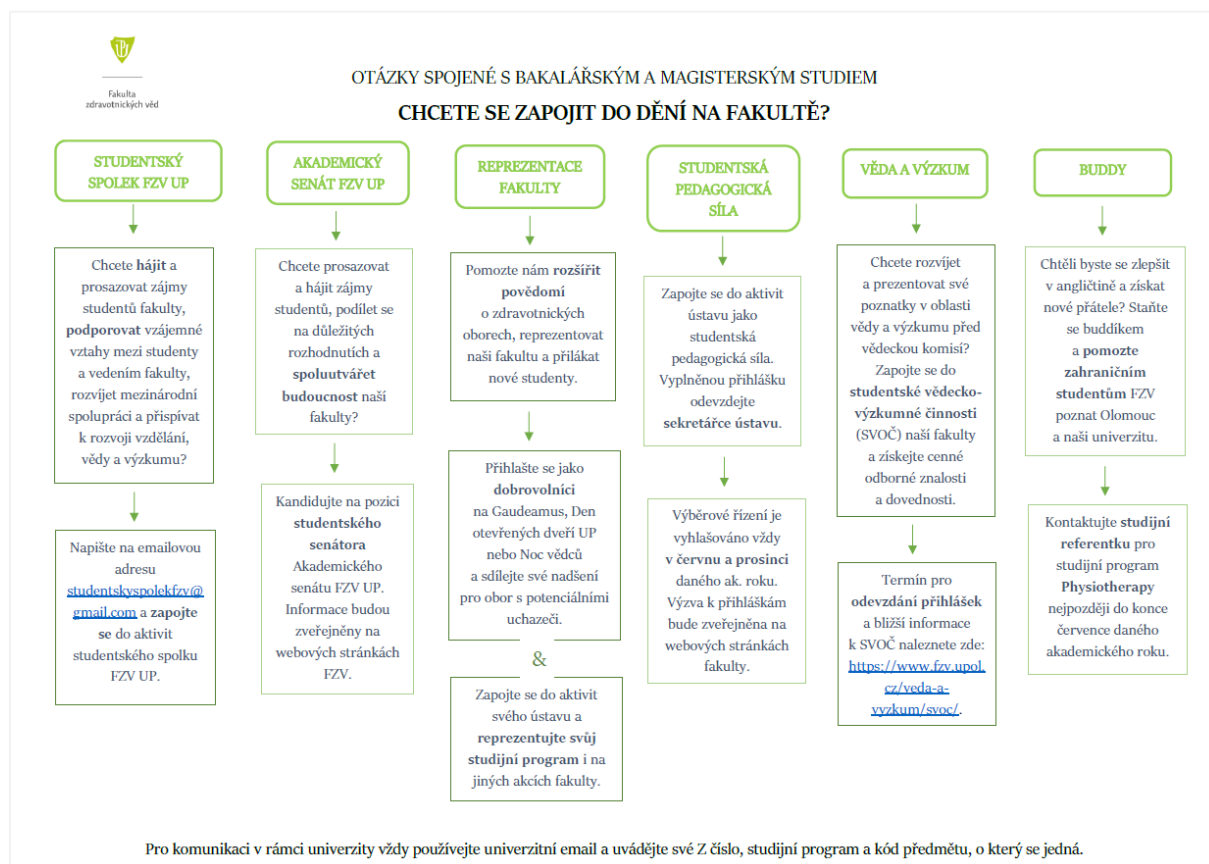 Fakulta
zdravotnických věd
OTÁZKY SPOJENÉ S BAKALÁŘSKÝM A MAGISTERSKÝM STUDIEM
CHCETE SE ZAPOJIT DO DĚNÍ NA FAKULTĚ?
STUDENTSKÝ
SPOLEK FZV UP
Chcete hájit a
prosazovat zájmy
studentů fakulty,
podporovat vzájemné
vztahy mezi studenty
a vedením fakulty,
rozvíjet mezinárodní
spolupráci a přispívat
k rozvoji vzdělání,
vědy a výzkumu?
Napište na emailovou
adresu
studentskyspolekfzv@
gmail.com a zapojte
se do aktivit
studentského spolku
FZV UP.
AKADEMICKÝ
SENÁT FZV UP
Chcete prosazovat
a hájit zájmy
studentů, podílet se
na důležitých
rozhodnutích a
spoluutvářet
budoucnost naší
fakulty?
Kandidujte na pozici
studentského
senátora
Akademického
senátu FZV UP.
Informace budou
zveřejněny na
webových stránkách
FZV.
REPREZENTACE
FAKULTY
Pomozte nám rozšířit
povědomí
o zdravotnických
oborech, reprezentovat
naši fakultu a přilákat
nové studenty.
Přihlašte se jako
dobrovolníci
na Gaudeamus, Den
otevřených dveří UP
nebo Noc vědců
a sdílejte své nadšení
pro obor s potenciálními
uchazeči.
&
Zapojte se do aktivit
svého ústavu a
reprezentujte svůj
studijní program i na
jiných akcích fakulty.
STUDENTSKÁ
PEDAGOGICKÁ
SÍLA
Zapojte se do aktivit
ústavu jako
studentská
pedagogická síla.
Vyplněnou přihlášku
odevzdejte
sekretářce ústavu.
Výběrové řízení je
vyhlašováno vždy
v červnu a prosinci
daného ak. roku.
Výzva k přihláškám
bude zveřejněna na
webových stránkách
fakulty.
VĚDA A VÝZKUM
Chcete rozvíjet
a prezentovat své
poznatky v oblasti
vědy a výzkumu před
vědeckou komisí?
Zapojte se do
studentské vědecko-
výzkumné činnosti
(SVOČ) naší fakulty
a získejte cenné
odborné znalosti
a dovednosti.
Termín pro
odevzdání přihlášek
a bližší informace
k SVOČ naleznete zde:
https://www.fzv.upol.
cz/veda-a-
vyzkum/svoc/.
BUDDY
Chtěli byste se zlepšit
v angličtině a získat
nové přátele? Staňte
se buddíkem
a pomozte
zahraničním
studentům FZV
poznat Olomouc
a naši univerzitu.
Kontaktujte studijní
referentku pro
studijní program
Physiotherapy
nejpozději do konce
července daného
akademického roku.
Pro komunikaci v rámci univerzity vždy používejte univerzitní email a uvádějte své Z číslo, studijní program a kód předmětu, o který se jedná.